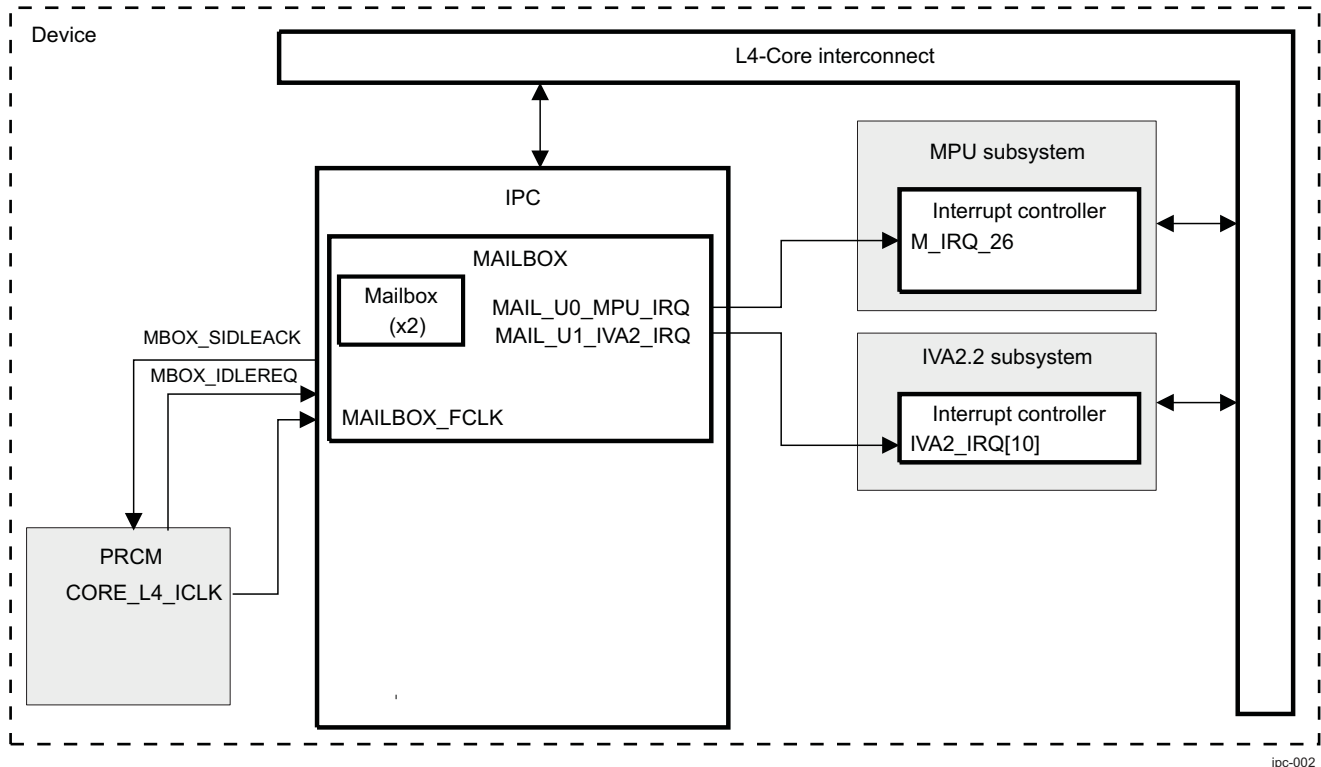 Device
L4-Core interconnect
MPU subsystem
IPC
Interrupt controller
M_IRQ_26
MAILBOX
Mailbox
(x2)
MAIL_U0_MPU_IRQ
MAIL_U1_IVA2_IRQ
MBOX_SIDLEACK
IVA2.2 subsystem
MBOX_IDLEREQ
MAILBOX_FCLK
Interrupt controller
IVA2_IRQ[10]
PRCM
CORE_L4_ICLK
ipc-002